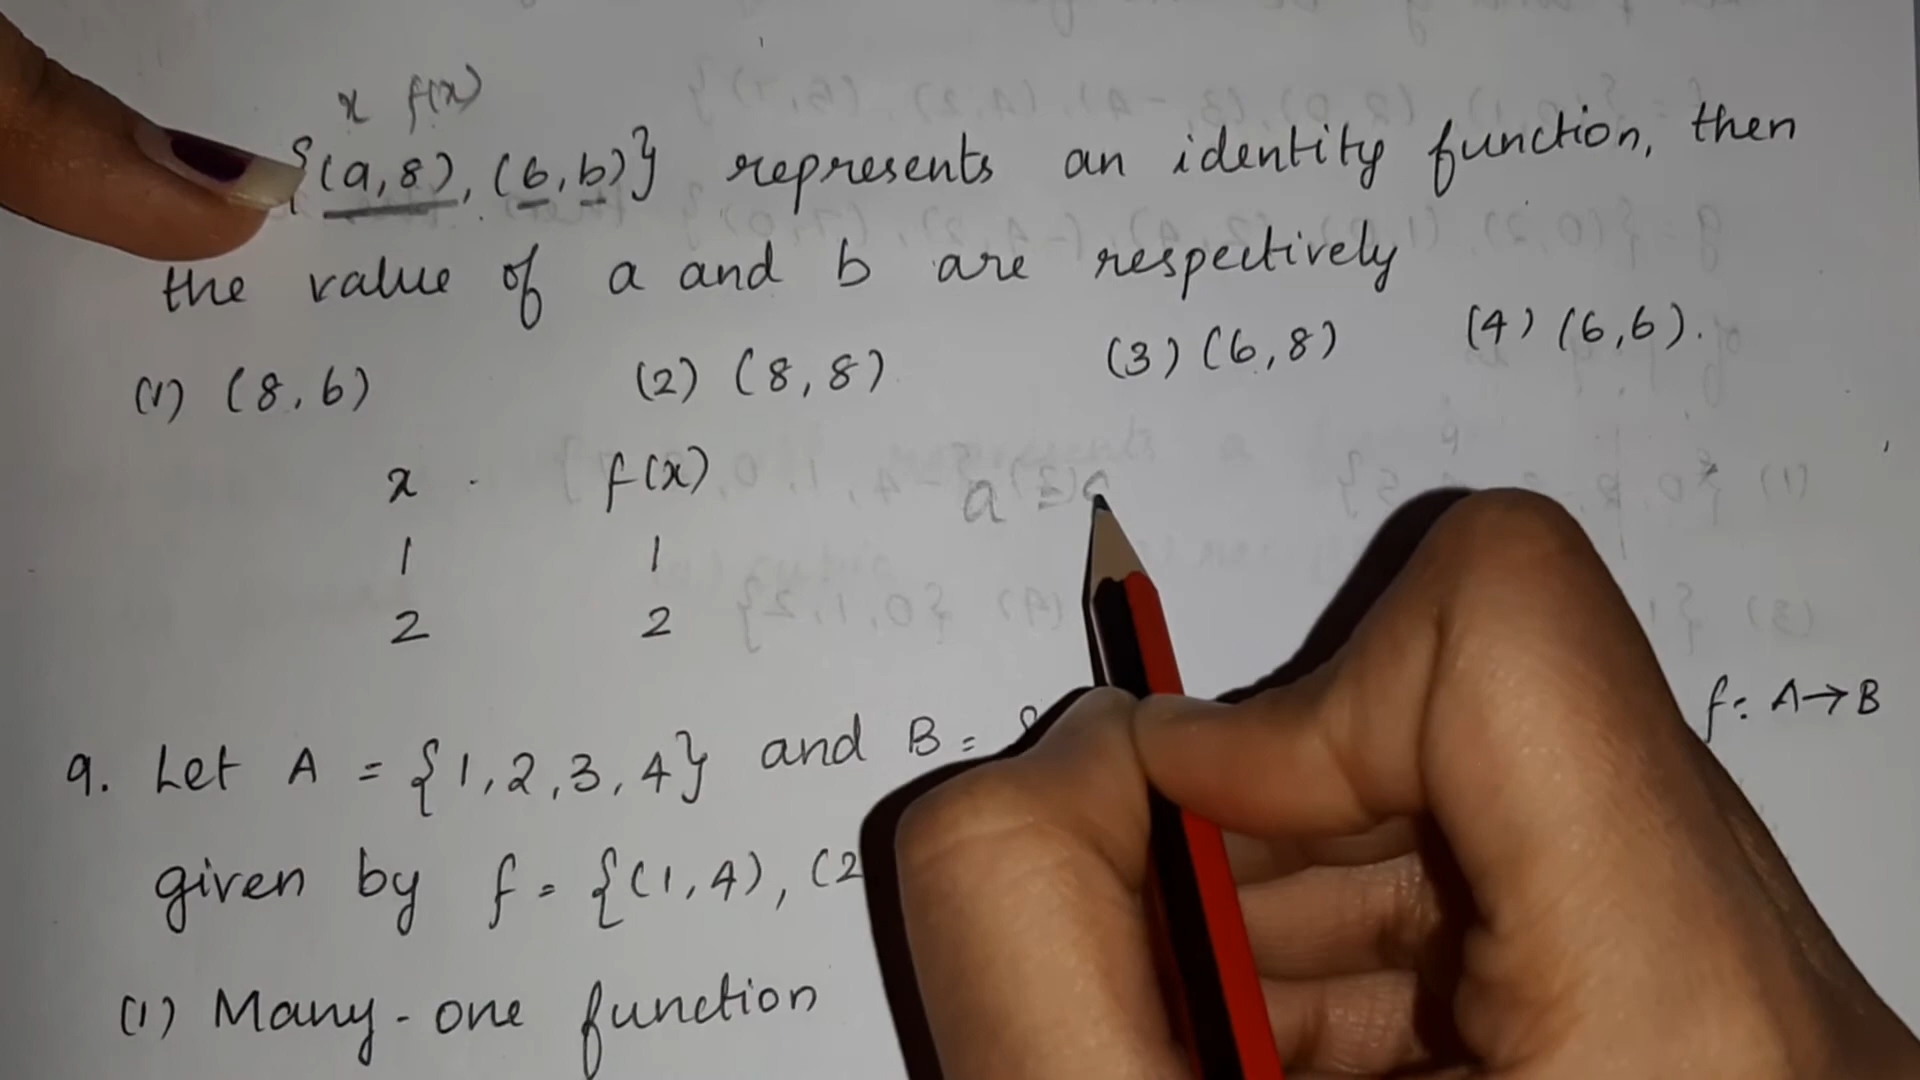 x f(x)
{(a,8), (6,b)} represents an identity function, then
the value of a and b are respectively
(1) (8,6) (2) (8,8) (3) (6,8) (4) (6,6).
x f(x)
a =
1 1
2 2
9. Let A = {1,2,3,4} and B = f: A→B
given by f = {(1,4), (2
(1) Many-one function